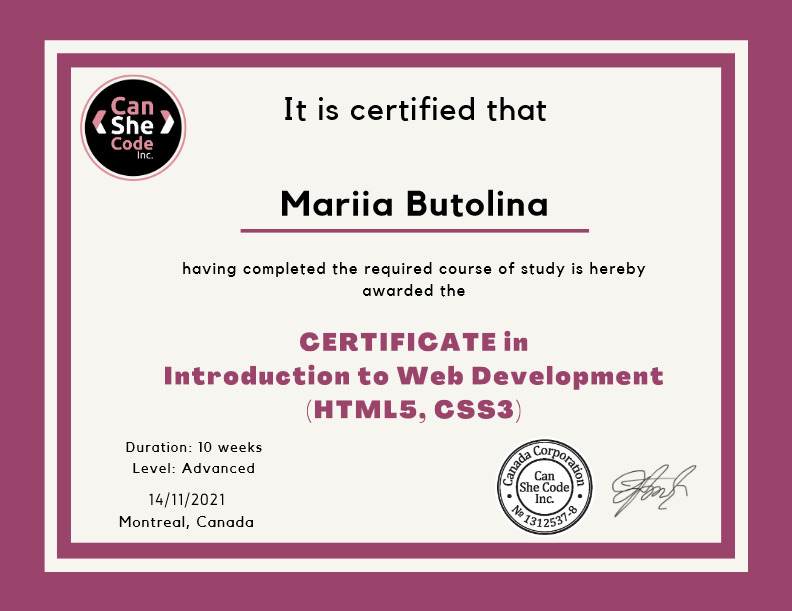 Can
She
Code
Inc.
It is certified that
Mariia Butolina
having completed the required course of study is hereby
awarded the
CERTIFICATE in
Introduction to Web Development
(HTML5, CSS3)
Duration: 10 weeks
Level: Advanced
14/11/2021
Montreal, Canada
Canada Corporation
Can
She Code
Inc.
№ 1312537-8